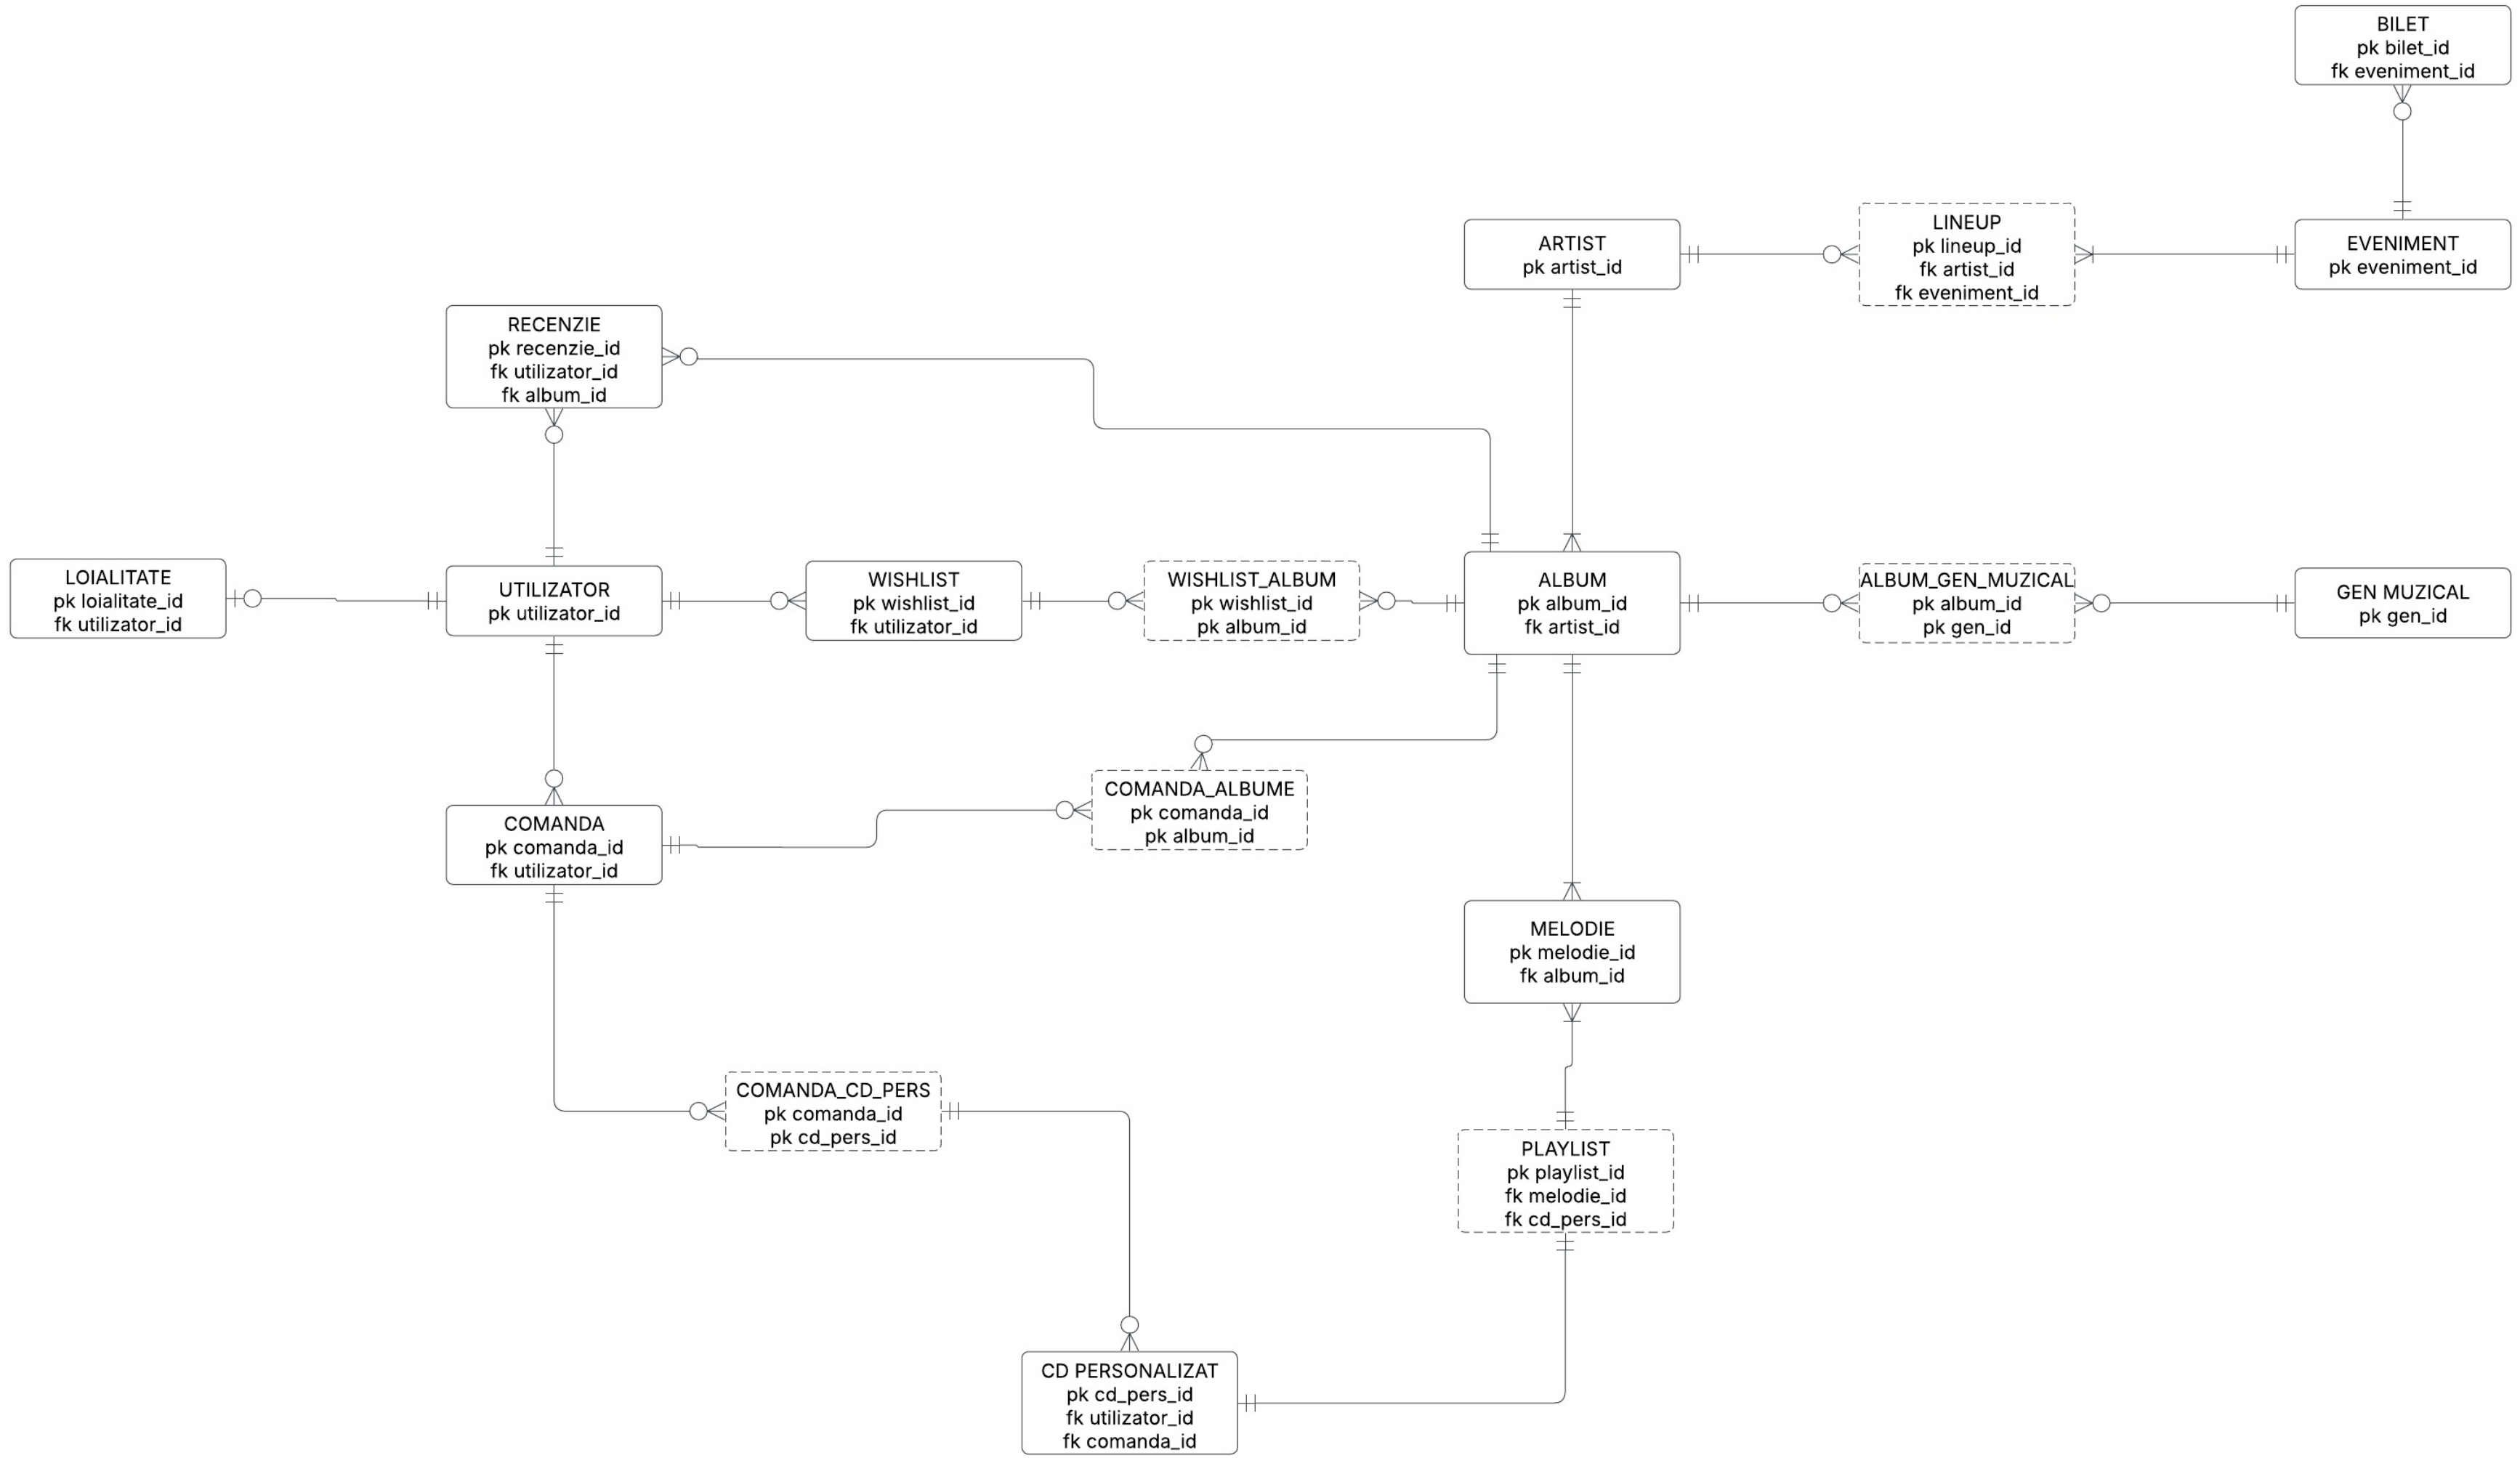 BILET
pk bilet_id
fk eveniment_id
ARTIST
pk artist_id
LINEUP
pk lineup_id
fk artist_id
fk eveniment_id
EVENIMENT
pk eveniment_id
RECENZIE
pk recenzie_id
fk utilizator_id
fk album_id
LOIALITATE
pk loialitate_id
fk utilizator_id
UTILIZATOR
pk utilizator_id
WISHLIST
pk wishlist_id
fk utilizator_id
WISHLIST_ALBUM
pk wishlist_id
pk album_id
ALBUM
pk album_id
fk artist_id
ALBUM_GEN_MUZICAL
pk album_id
pk gen_id
GEN MUZICAL
pk gen_id
COMANDA
pk comanda_id
fk utilizator_id
COMANDA_ALBUME
pk comanda_id
pk album_id
MELODIE
pk melodie_id
fk album_id
COMANDA_CD_PERS
pk comanda_id
pk cd_pers_id
PLAYLIST
pk playlist_id
fk melodie_id
fk cd_pers_id
CD PERSONALIZAT
pk cd_pers_id
fk utilizator_id
fk comanda_id